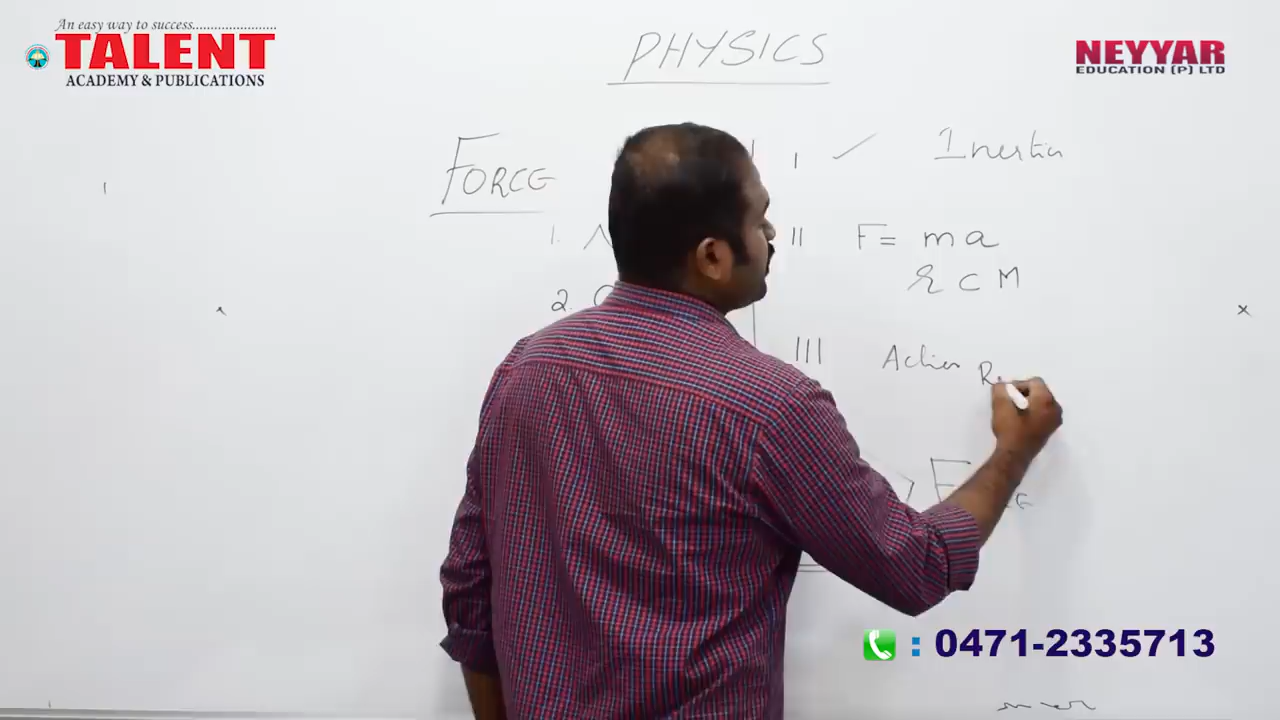 An easy way to success............................
TALENT
ACADEMY & PUBLICATIONS
NEYYAR
EDUCATION (P) LTD
PHYSICS
FORCE
I ✓ Inertia
1.
II F = ma
2.
R C M
III Action
: 0471-2335713